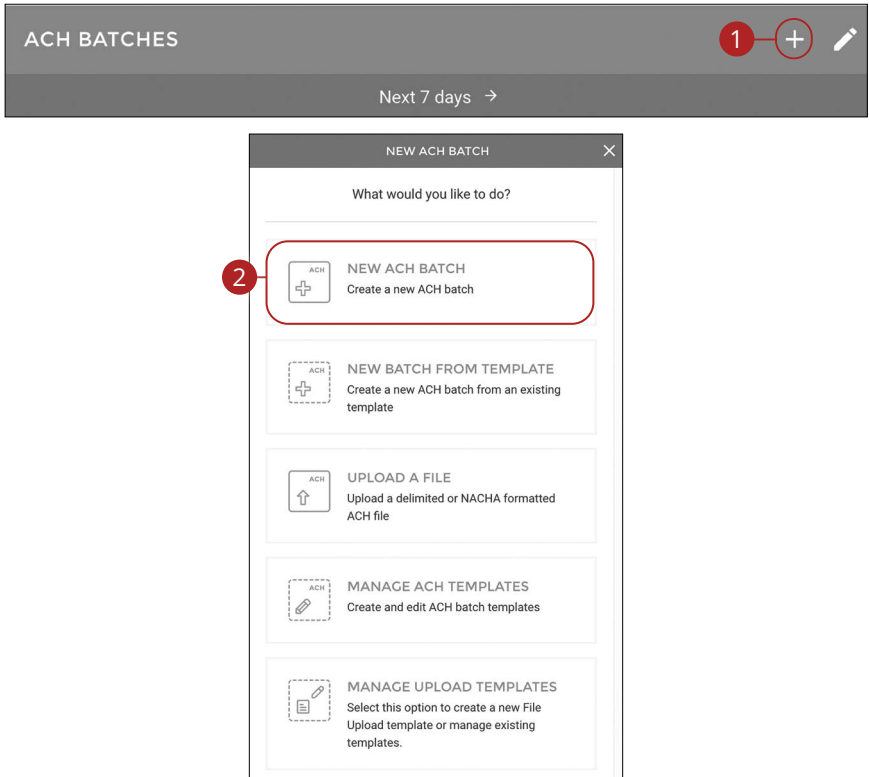 ACH BATCHES
1
Next 7 days →
NEW ACH BATCH
What would you like to do?
2
ACH
NEW ACH BATCH
Create a new ACH batch
ACH
NEW BATCH FROM TEMPLATE
Create a new ACH batch from an existing
template
ACH
UPLOAD A FILE
Upload a delimited or NACHA formatted
ACH file
ACH
MANAGE ACH TEMPLATES
Create and edit ACH batch templates
MANAGE UPLOAD TEMPLATES
Select this option to create a new File
Upload template or manage existing
templates.